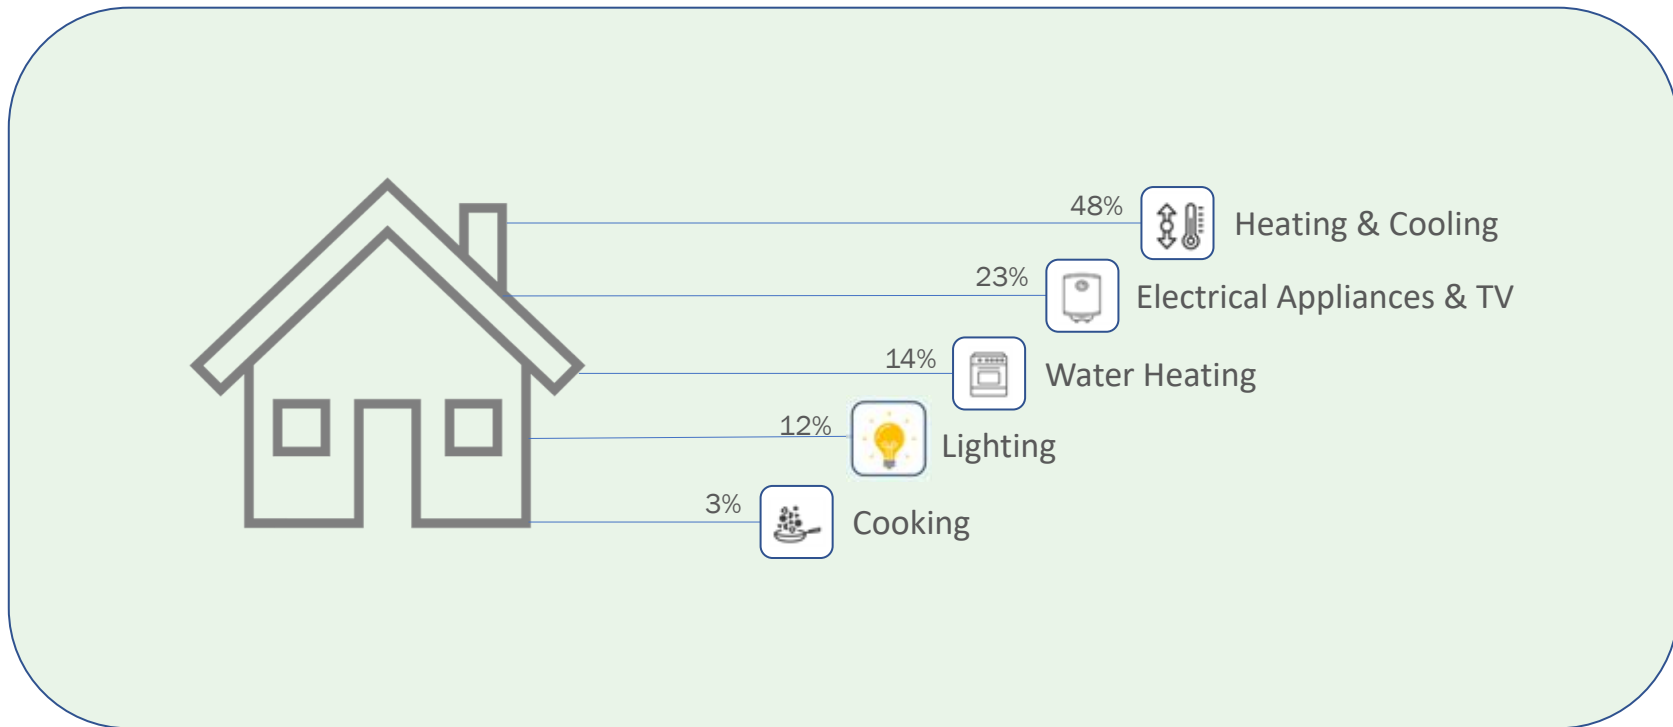 48% Heating & Cooling
23% Electrical Appliances & TV
14% Water Heating
12% Lighting
3% Cooking